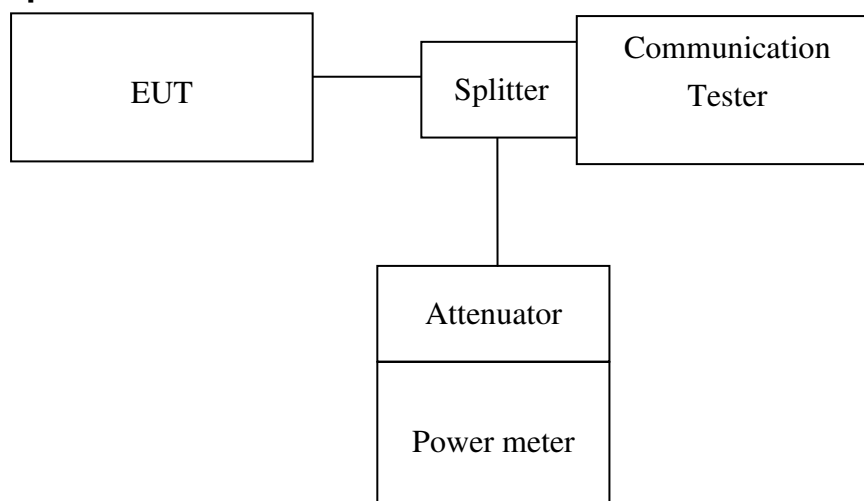 EUT
Splitter
Communication
Tester
Attenuator
Power meter